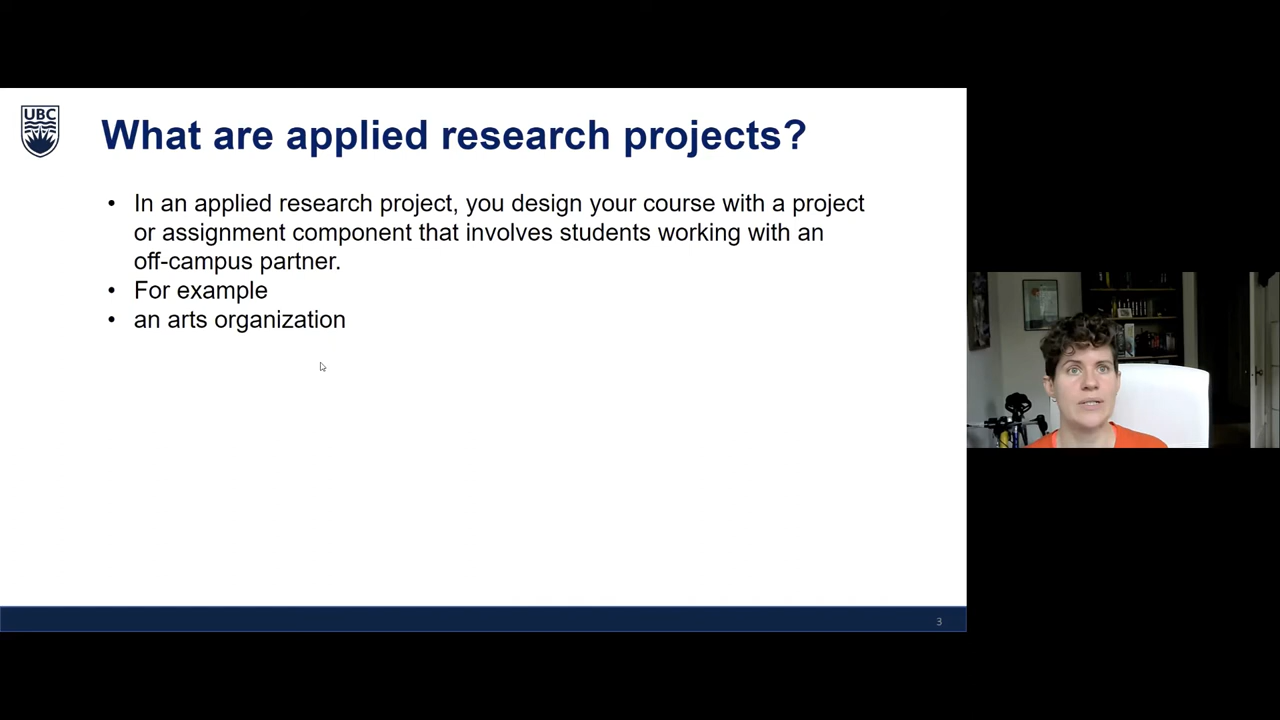 UBC
What are applied research projects?
• In an applied research project, you design your course with a project
or assignment component that involves students working with an
off-campus partner.
• For example
• an arts organization
3